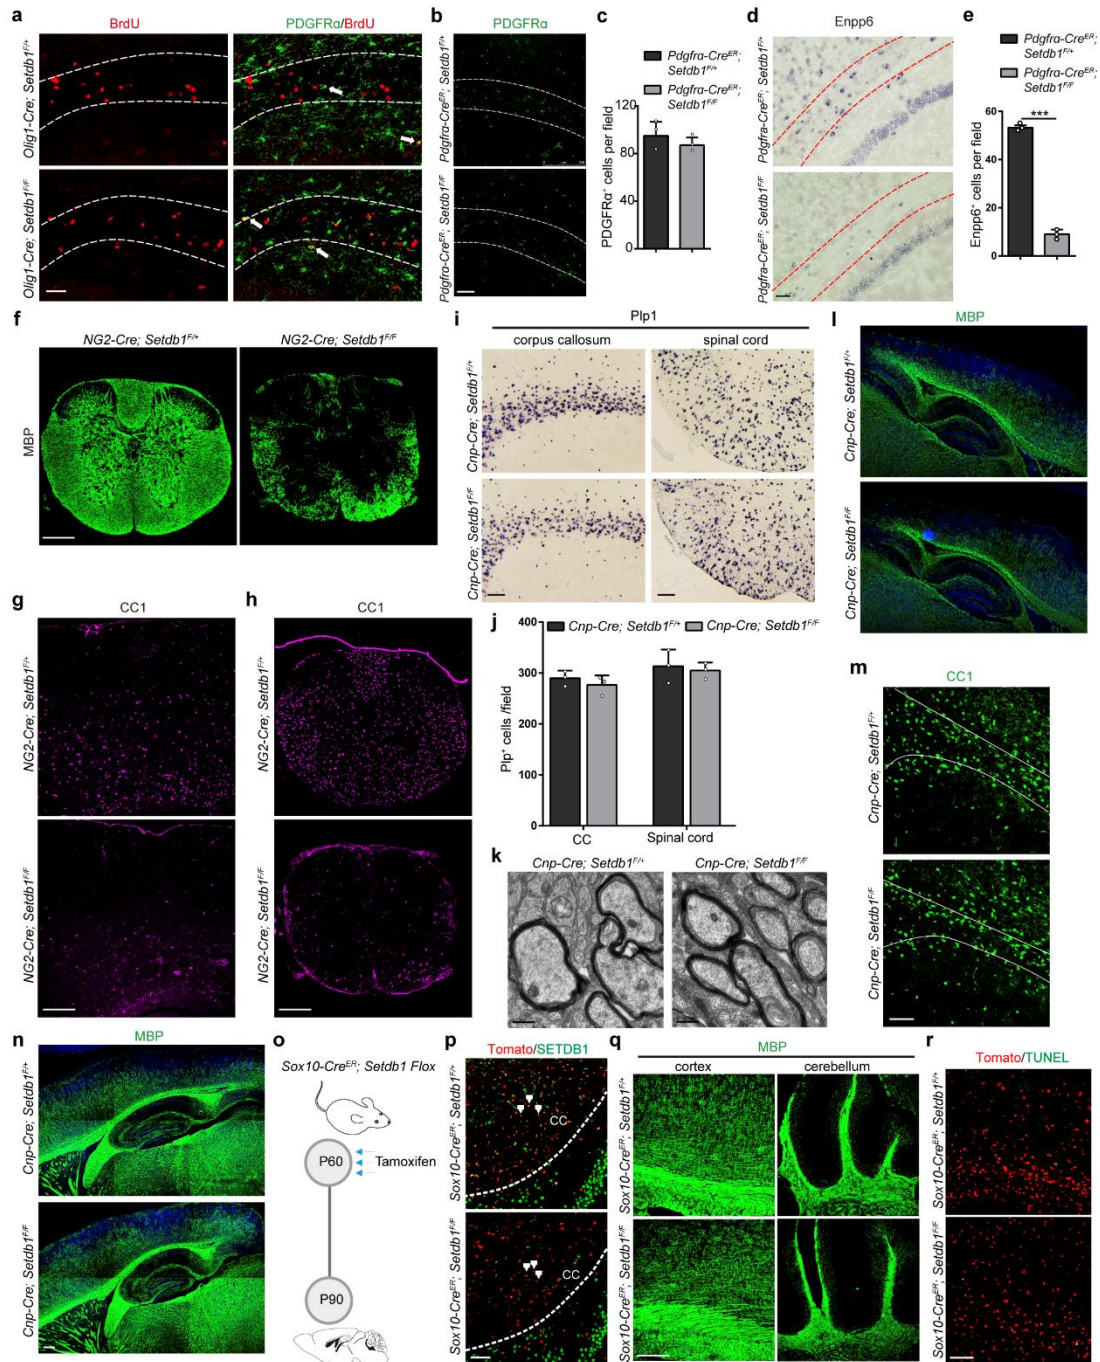 a
BrdU
PDGFRα/BrdU
Olig1-Cre; Setdb1F/+
Olig1-Cre; Setdb1F/F
b
PDGFRα
Pdgfra-CreER; Setdb1F/+
Pdgfra-CreER; Setdb1F/F
c
Pdgfra-CreER;
Setdb1F/+
Pdgfra-CreER;
Setdb1F/F
PDGFRα+ cells per field
120
80
40
0
d
Enpp6
Pdgfra-CreER; Setdb1F/+
Pdgfra-CreER; Setdb1F/F
e
Pdgfra-CreER;
Setdb1F/+
Pdgfra-CreER;
Setdb1F/F
Enpp6+ cells per field
60
40
20
0
***
f
NG2-Cre; Setdb1F/+
NG2-Cre; Setdb1F/F
MBP
g
CC1
NG2-Cre; Setdb1F/+
NG2-Cre; Setdb1F/F
h
CC1
NG2-Cre; Setdb1F/+
NG2-Cre; Setdb1F/F
i
Plp1
corpus callosum
spinal cord
Cnp-Cre; Setdb1F/+
Cnp-Cre; Setdb1F/F
j
Cnp-Cre; Setdb1F/+
Cnp-Cre; Setdb1F/F
Plp+ cells /field
400
300
200
100
0
CC
Spinal cord
k
Cnp-Cre; Setdb1F/+
Cnp-Cre; Setdb1F/F
l
MBP
Cnp-Cre; Setdb1F/+
Cnp-Cre; Setdb1F/F
m
CC1
Cnp-Cre; Setdb1F/+
Cnp-Cre; Setdb1F/F
n
MBP
Cnp-Cre; Setdb1F/+
Cnp-Cre; Setdb1F/F
o
Sox10-CreER; Setdb1 Flox
P60
Tamoxifen
P90
p
Tomato/SETDB1
Sox10-CreER; Setdb1F/+
CC
Sox10-CreER; Setdb1F/F
CC
q
MBP
cortex
cerebellum
Sox10-CreER; Setdb1F/+
Sox10-CreER; Setdb1F/F
r
Tomato/TUNEL
Sox10-CreER; Setdb1F/+
Sox10-CreER; Setdb1F/F